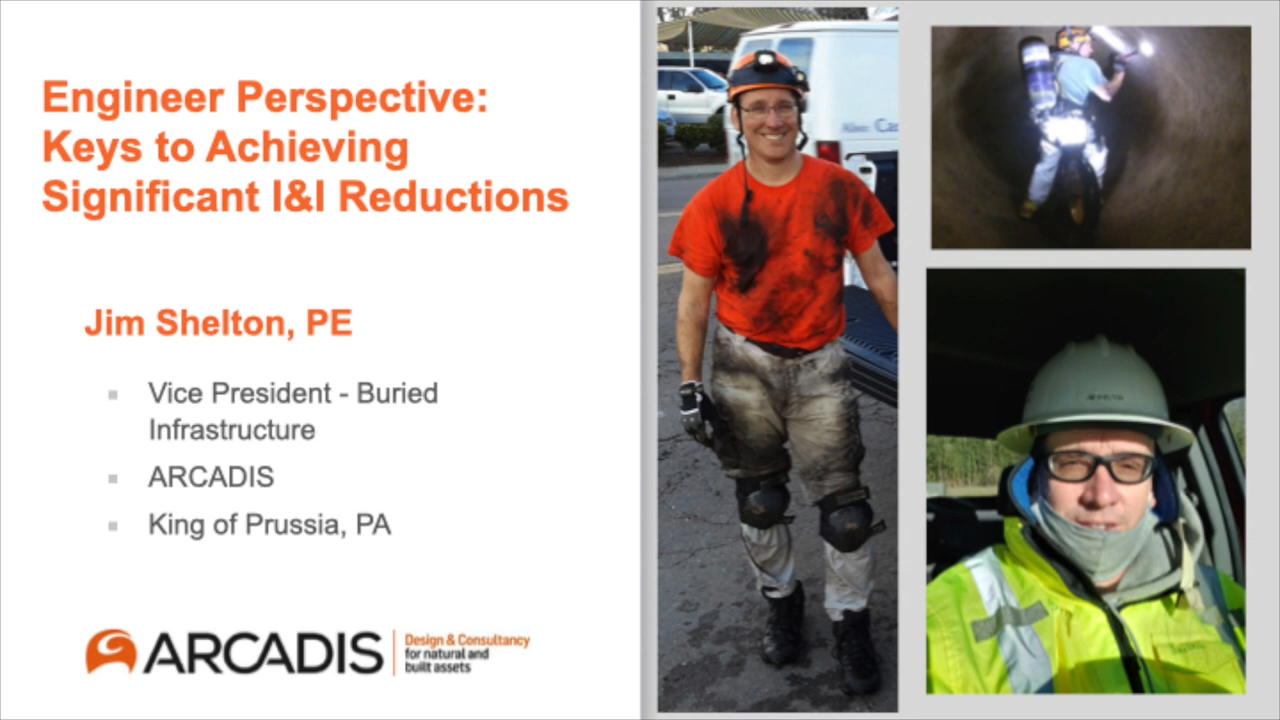 Engineer Perspective:
Keys to Achieving
Significant I&I Reductions
Jim Shelton, PE
Vice President - Buried
Infrastructure
ARCADIS
King of Prussia, PA
ARCADIS
Design & Consultancy
for natural and
built assets